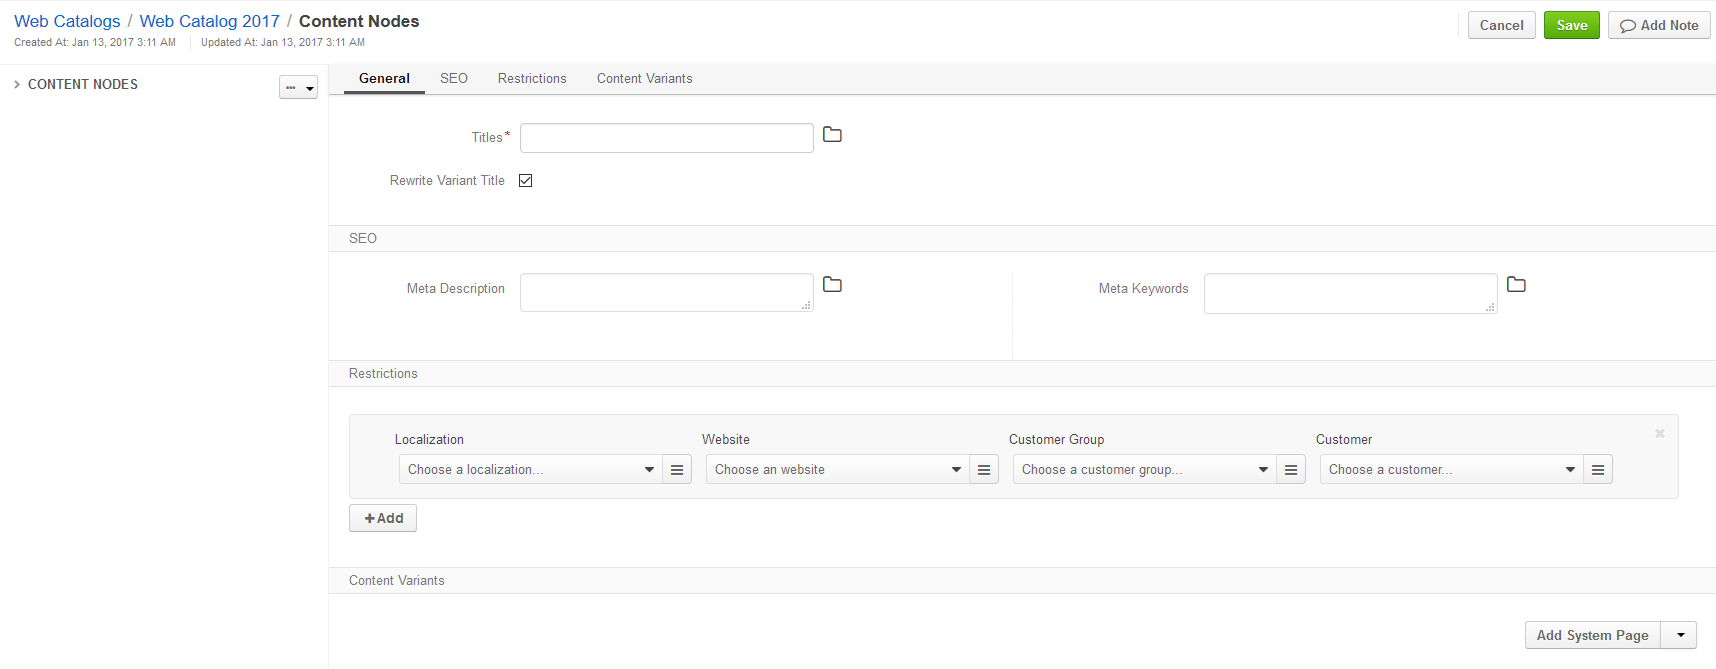 Web Catalogs / Web Catalog 2017 / Content Nodes
Created At: Jan 13, 2017 3:11 AM Updated At: Jan 13, 2017 3:11 AM
Cancel Save Add Note
CONTENT NODES
General SEO Restrictions Content Variants
Titles*
Rewrite Variant Title
SEO
Meta Description Meta Keywords
Restrictions
Localization Website Customer Group Customer
Choose a localization... Choose an website Choose a customer group... Choose a customer...
+Add
Content Variants
Add System Page